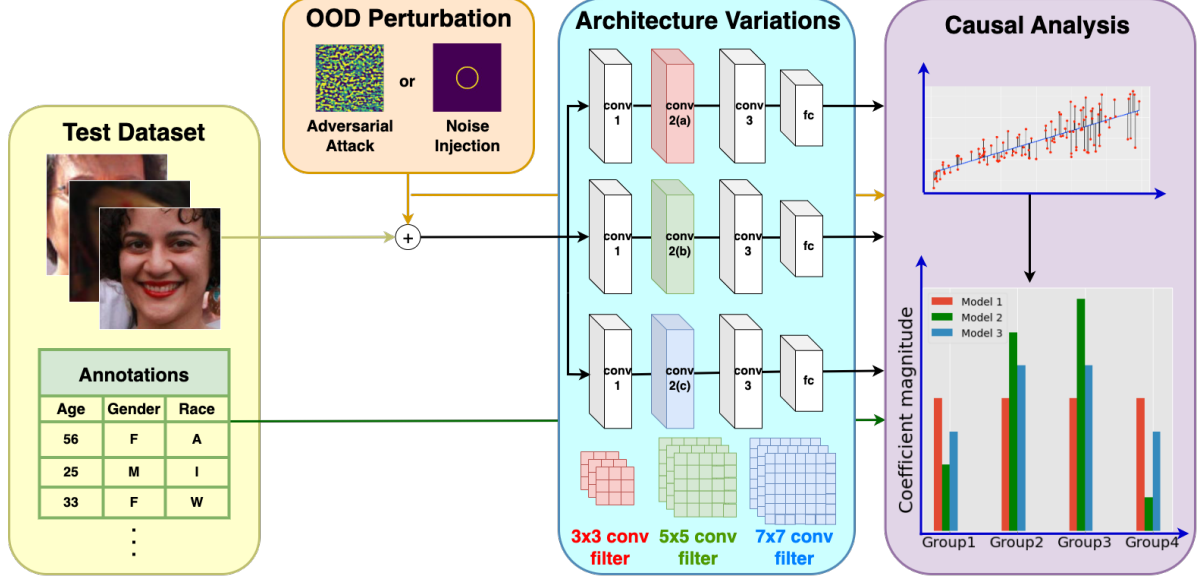 Test Dataset
Annotations
Age Gender Race
56 F A
25 M I
33 F W
OOD Perturbation
or
Adversarial Attack
Noise Injection
+
Architecture Variations
conv 1
conv 2(a)
conv 3
fc
conv 1
conv 2(b)
conv 3
fc
conv 1
conv 2(c)
conv 3
fc
3x3 conv filter
5x5 conv filter
7x7 conv filter
Causal Analysis
Model 1
Model 2
Model 3
Coefficient magnitude
Group1 Group2 Group3 Group4